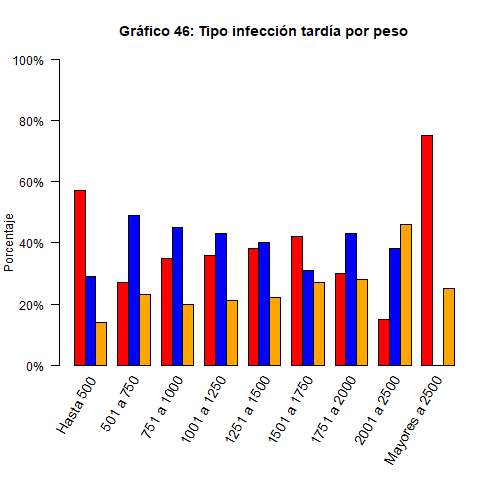 Gráfico 46: Tipo infección tardía por peso
100%
80%
60%
40%
20%
0%
Porcentaje
Hasta 500
501 a 750
751 a 1000
1001 a 1250
1251 a 1500
1501 a 1750
1751 a 2000
2001 a 2500
Mayores a 2500